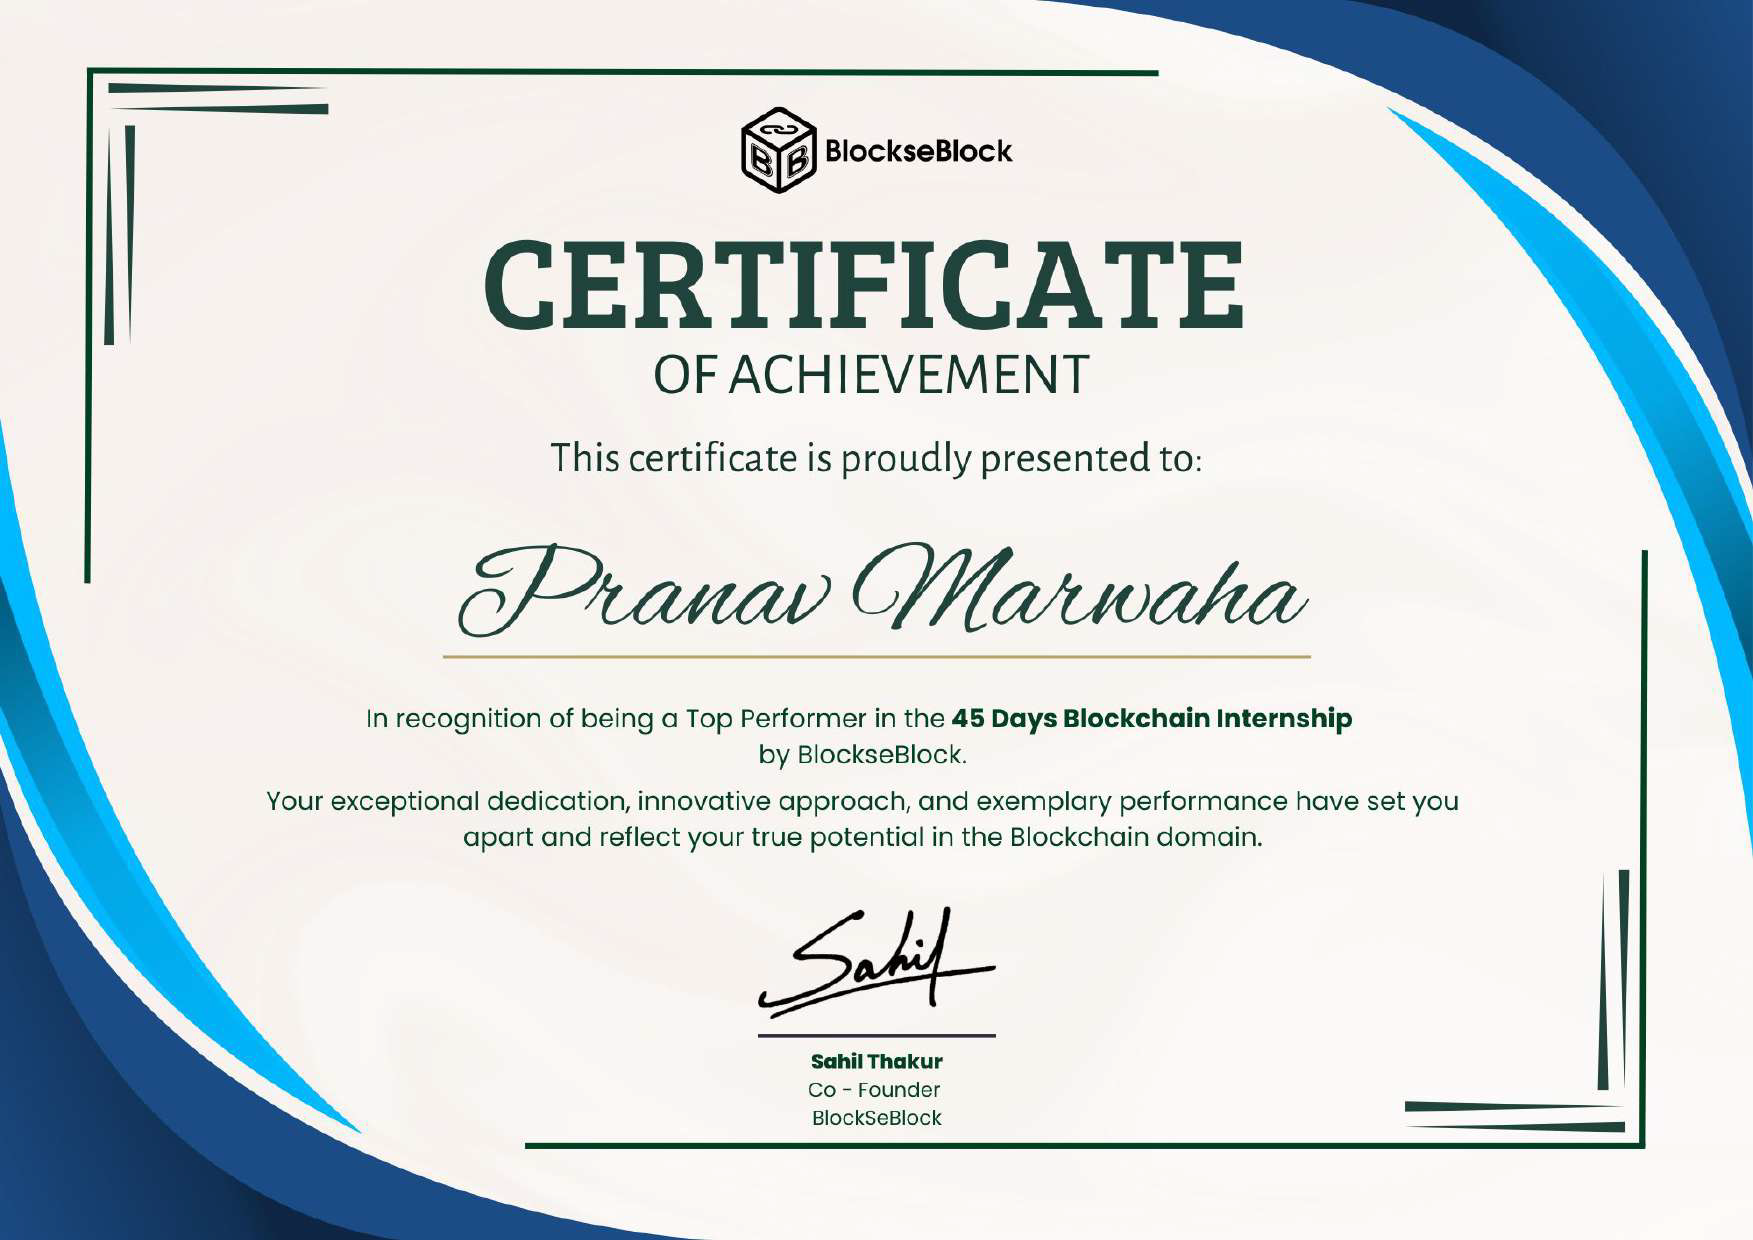 BlockseBlock
CERTIFICATE
OF ACHIEVEMENT
This certificate is proudly presented to:
Pranav Marwaha
In recognition of being a Top Performer in the 45 Days Blockchain Internship
by BlockseBlock.
Your exceptional dedication, innovative approach, and exemplary performance have set you
apart and reflect your true potential in the Blockchain domain.
Sahil
Sahil Thakur
Co - Founder
BlockSeBlock